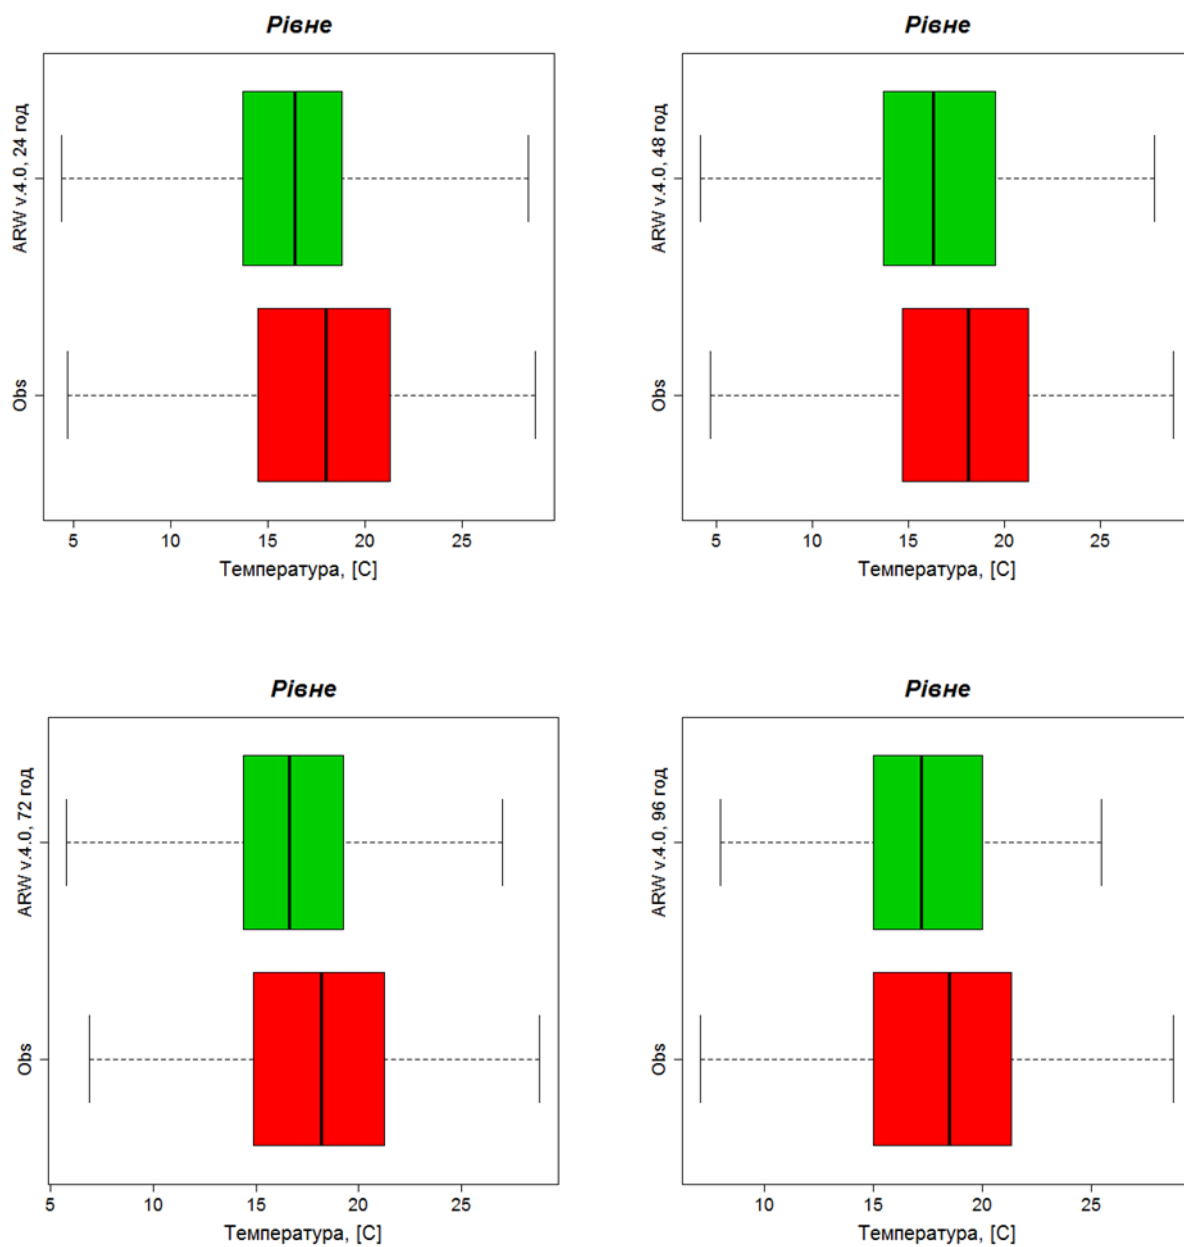 Рівне
ARW v.4.0, 24 год
Obs
5 10 15 20 25
Температура, [C]
Рівне
ARW v.4.0, 48 год
Obs
5 10 15 20 25
Температура, [C]
Рівне
ARW v.4.0, 72 год
Obs
5 10 15 20 25
Температура, [C]
Рівне
ARW v.4.0, 96 год
Obs
10 15 20 25
Температура, [C]